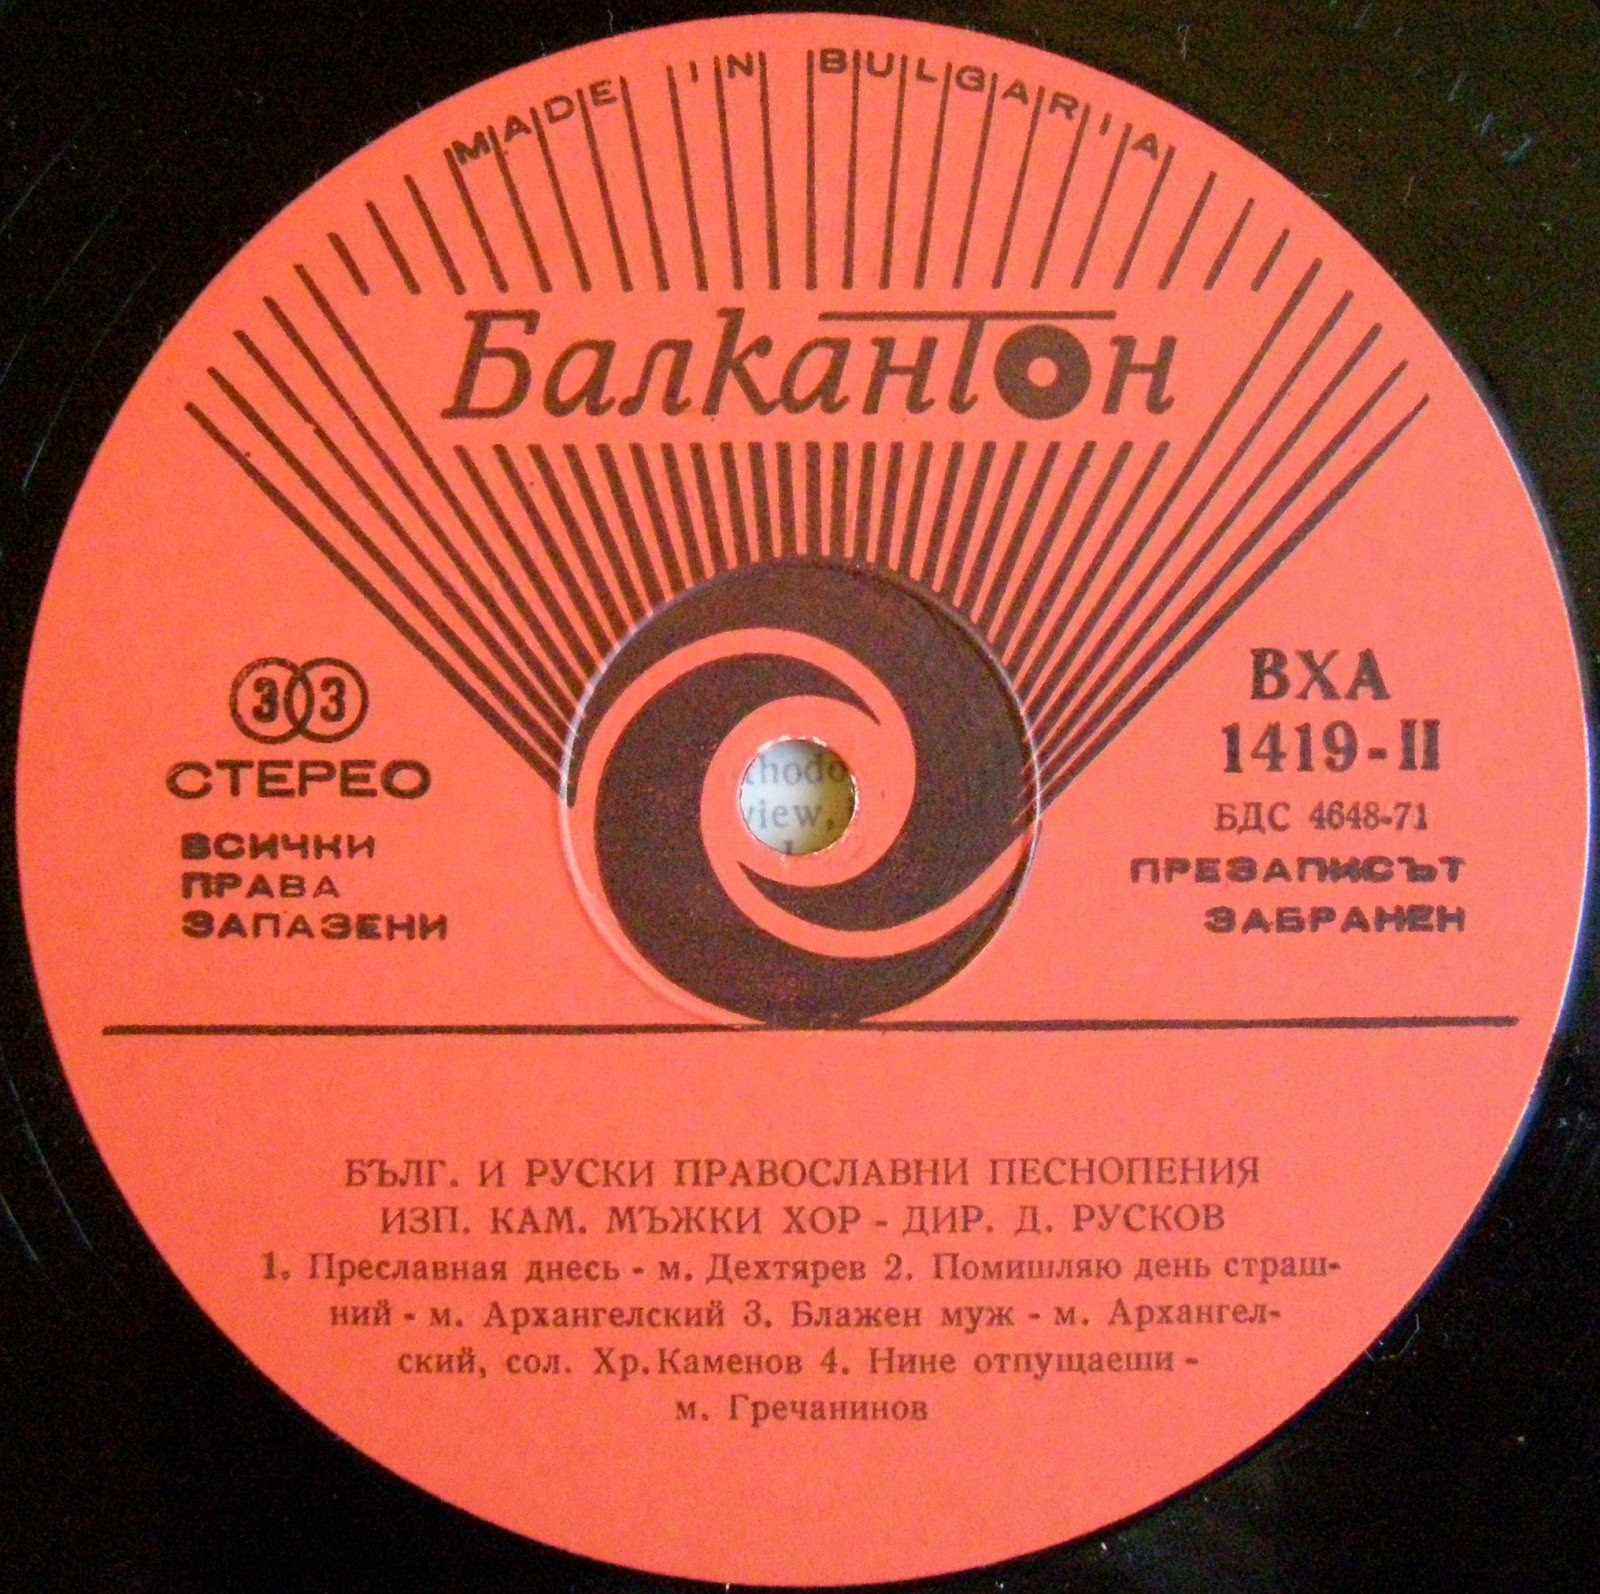 MADE IN BULGARIA
Балкантон
33
СТЕРЕО
ВСИЧКИ
ПРАВА
ЗАПАЗЕНИ
ВХА
1419-II
БДС 4648-71
ПРЕЗАПИСЪТ
ЗАБРАНЕН
view,
БЪЛГ. И РУСКИ ПРАВОСЛАВНИ ПЕСНОПЕНИЯ
ИЗП. КАМ. МЪЖКИ ХОР - ДИР. Д. РУСКОВ
1. Преславная днесь - м. Дехтярев 2. Помишляю день страш-
ний - м. Архангелский 3. Блажен муж - м. Архангел-
ский, сол. Хр. Каменов 4. Нине отпущаеши -
м. Гречанинов